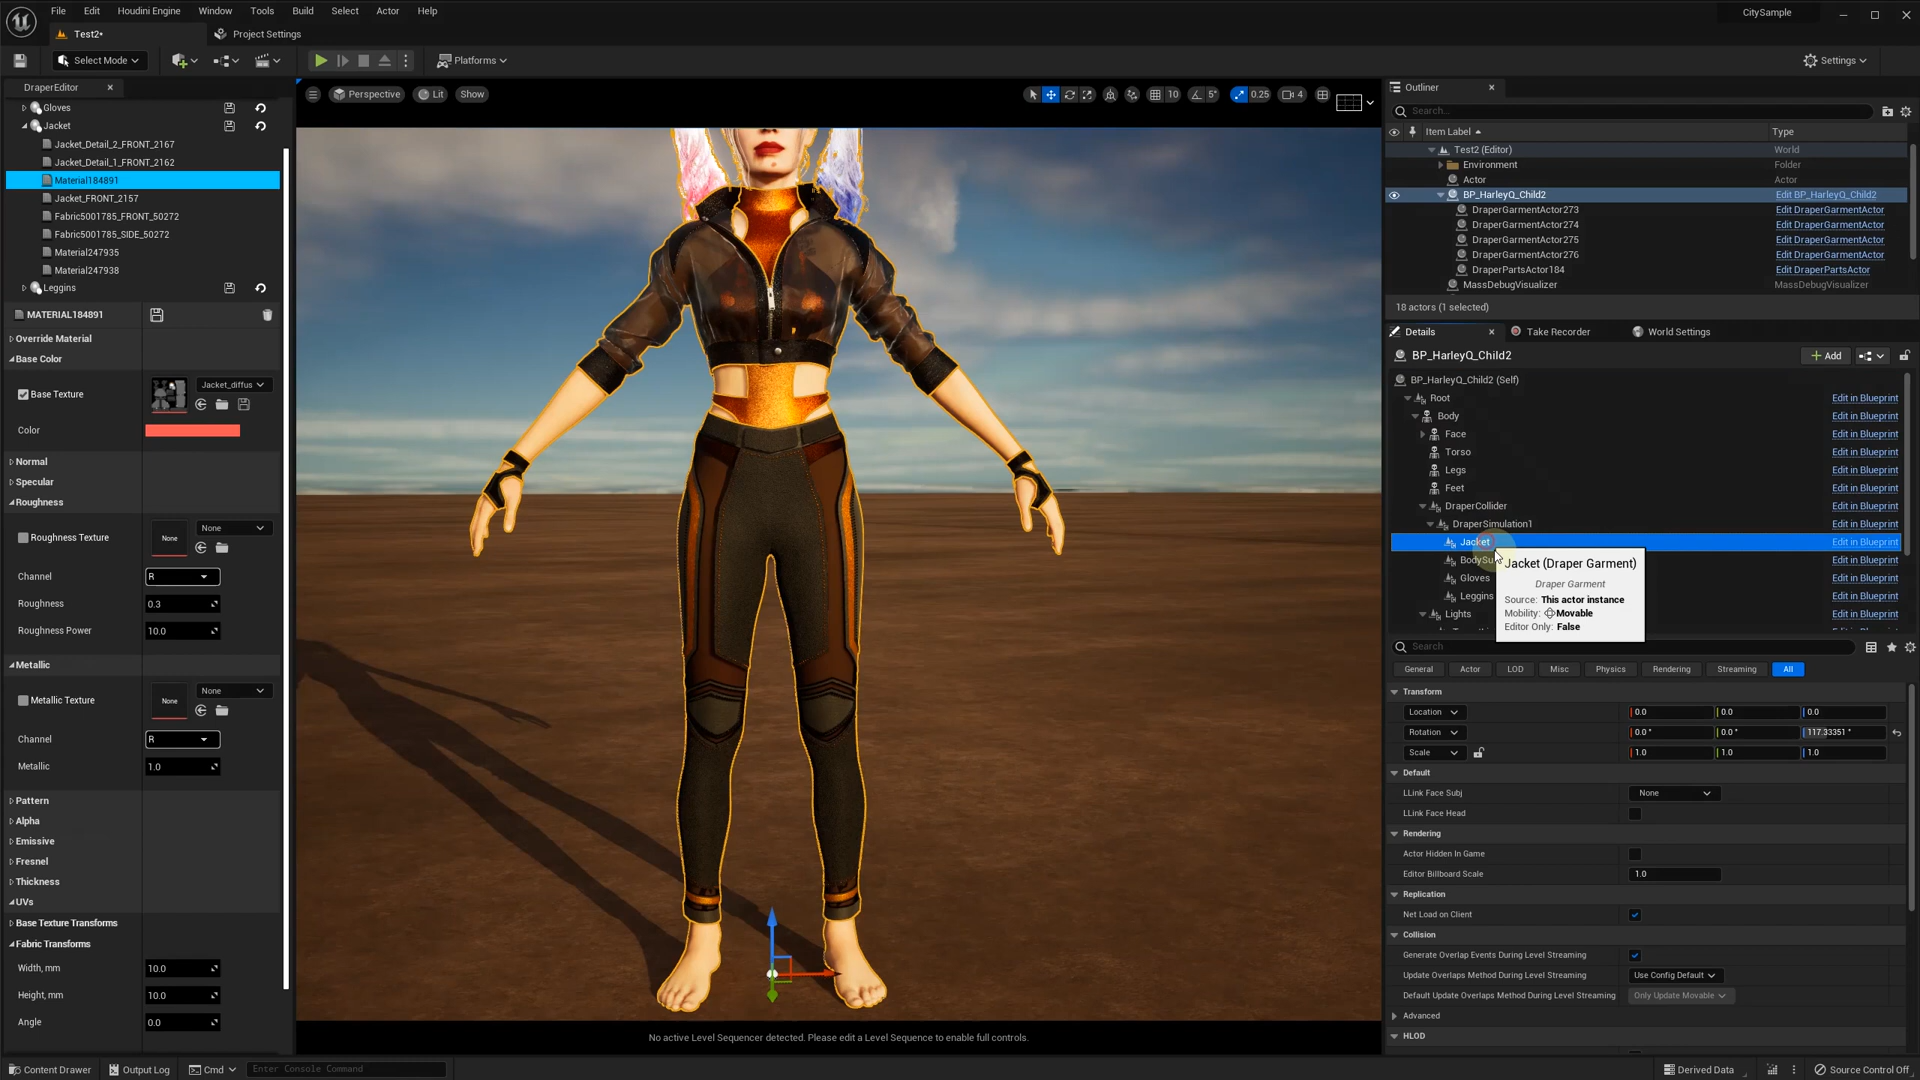 File Edit Houdini Engine Window Tools Build Select Actor Help CitySample
Test2• Project Settings
Select Mode Platforms Settings
DraperEditor
Gloves
Jacket
Jacket_Detail_2_FRONT_2167
Jacket_Detail_1_FRONT_2162
Material184891
Jacket_FRONT_2157
Fabric5001785_FRONT_50272
Fabric5001785_SIDE_50272
Material247935
Material247938
Leggins
MATERIAL184891
Override Material
Base Color
Base Texture Jacket_diffus
Color
Normal
Specular
Roughness
Roughness Texture None None
Channel R
Roughness 0.3
Roughness Power 10.0
Metallic
Metallic Texture None None
Channel R
Metallic 1.0
Pattern
Alpha
Emissive
Fresnel
Thickness
UVs
Base Texture Transforms
Fabric Transforms
Width, mm 10.0
Height, mm 10.0
Angle 0.0
Perspective Lit Show 10 5° 0.25 4
No active Level Sequencer detected. Please edit a Level Sequence to enable full controls.
Outliner
Search...
Item Label Type
Test2 (Editor) World
Environment Folder
Actor Actor
BP_HarleyQ_Child2 Edit BP_HarleyQ_Child2
DraperGarmentActor273 Edit DraperGarmentActor
DraperGarmentActor274 Edit DraperGarmentActor
DraperGarmentActor275 Edit DraperGarmentActor
DraperGarmentActor276 Edit DraperGarmentActor
DraperPartsActor184 Edit DraperPartsActor
MassDebugVisualizer MassDebugVisualizer
18 actors (1 selected)
Details Take Recorder World Settings
BP_HarleyQ_Child2 Add
BP_HarleyQ_Child2 (Self)
Root Edit in Blueprint
Body Edit in Blueprint
Face Edit in Blueprint
Torso Edit in Blueprint
Legs Edit in Blueprint
Feet Edit in Blueprint
DraperCollider Edit in Blueprint
DraperSimulation1 Edit in Blueprint
Jacket Edit in Blueprint
BodySu Edit in Blueprint
Gloves Edit in Blueprint
Leggins Edit in Blueprint
Lights Edit in Blueprint
Jacket (Draper Garment)
Draper Garment
Source: This actor instance
Mobility: Movable
Editor Only: False
Search
General Actor LOD Misc Physics Rendering Streaming All
Transform
Location 0.0 0.0 0.0
Rotation 0.0° 0.0° 117.33351 °
Scale 1.0 1.0 1.0
Default
LLink Face Subj None
LLink Face Head
Rendering
Actor Hidden In Game
Editor Billboard Scale 1.0
Replication
Net Load on Client
Collision
Generate Overlap Events During Level Streaming
Update Overlaps Method During Level Streaming Use Config Default
Default Update Overlaps Method During Level Streaming Only Update Movable
Advanced
HLOD
Content Drawer Output Log Cmd Enter Console Command Derived Data Source Control Off